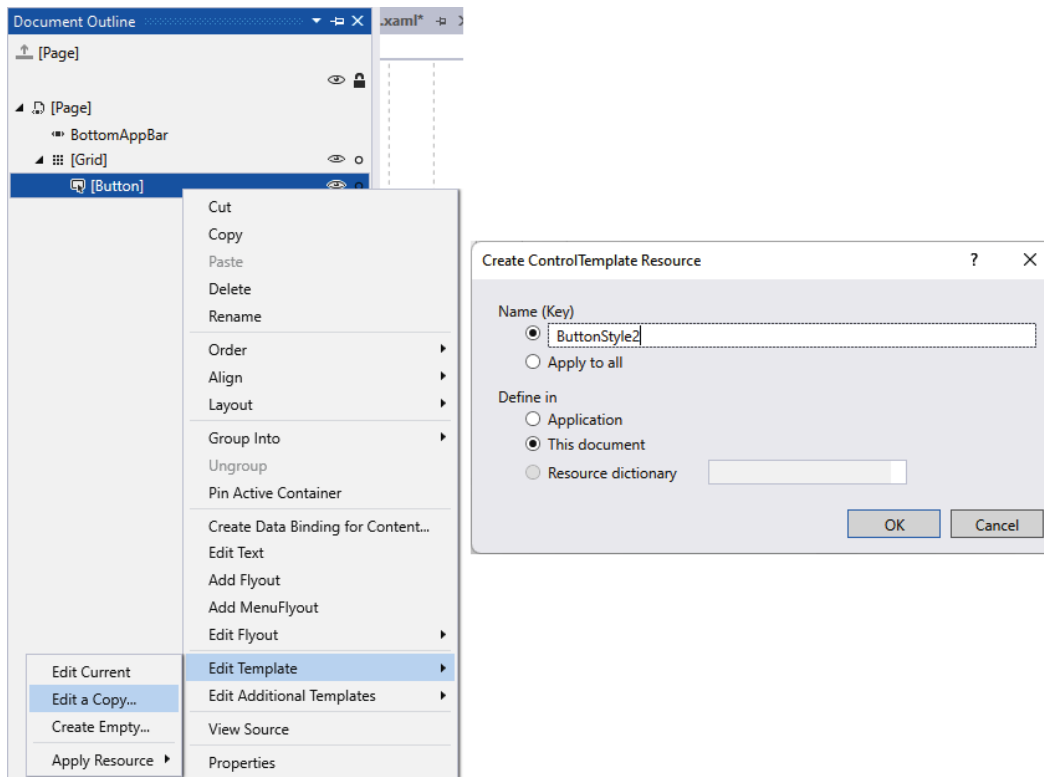 Document Outline
.xaml*
[Page]
[Page]
BottomAppBar
[Grid]
[Button]
Cut
Copy
Paste
Delete
Rename
Order
Align
Layout
Group Into
Ungroup
Pin Active Container
Create Data Binding for Content...
Edit Text
Add Flyout
Add MenuFlyout
Edit Flyout
Edit Template
Edit Additional Templates
View Source
Properties
Edit Current
Edit a Copy...
Create Empty...
Apply Resource
Create ControlTemplate Resource
?
Name (Key)
ButtonStyle2
Apply to all
Define in
Application
This document
Resource dictionary
OK
Cancel